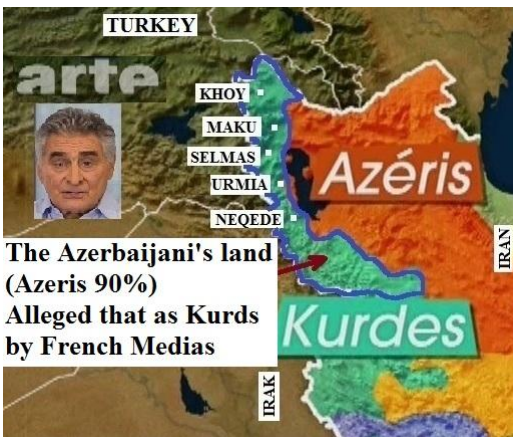 TURKEY
arte
KHOY
MAKU
SELMAS
URMIA
NEQEDE
Azéris
IRAN
The Azerbaijani's land
(Azeris 90%)
Alleged that as Kurds
by French Medias
Kurdes
IRAK